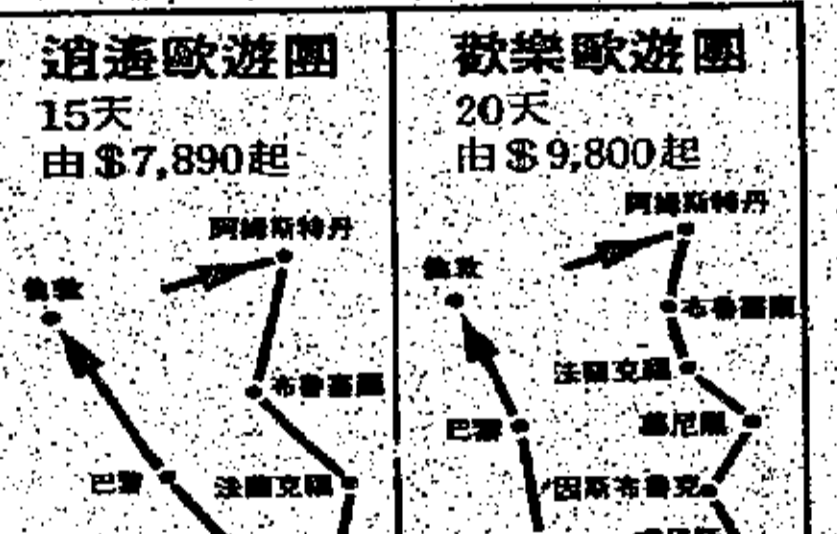 逍遙歐遊團
15天
由$7,890起
阿姆斯特丹
倫敦
布魯塞爾
巴黎
法蘭克福
歡樂歐遊團
20天
由$9,800起
阿姆斯特丹
倫敦
布魯塞爾
法蘭克福
慕尼黑
巴黎
因斯布魯克